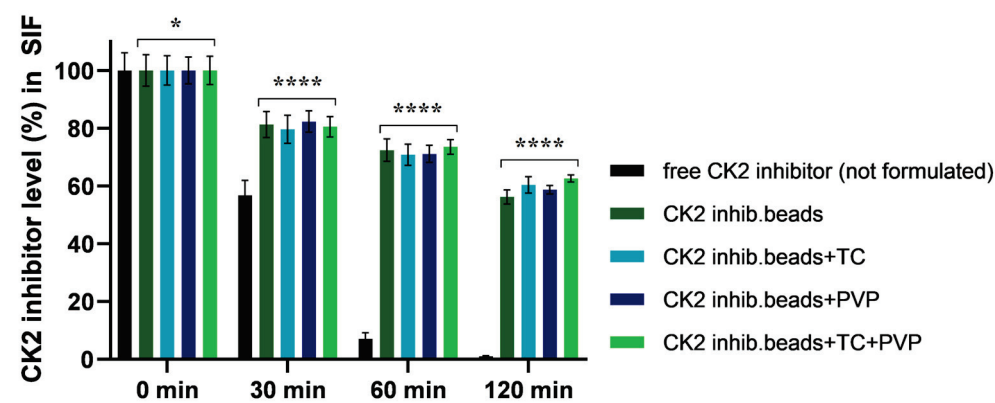 CK2 inhibitor level (%) in SIF
100
80
60
40
20
0
*
****
****
****
0 min
30 min
60 min
120 min
free CK2 inhibitor (not formulated)
CK2 inhib.beads
CK2 inhib.beads+TC
CK2 inhib.beads+PVP
CK2 inhib.beads+TC+PVP